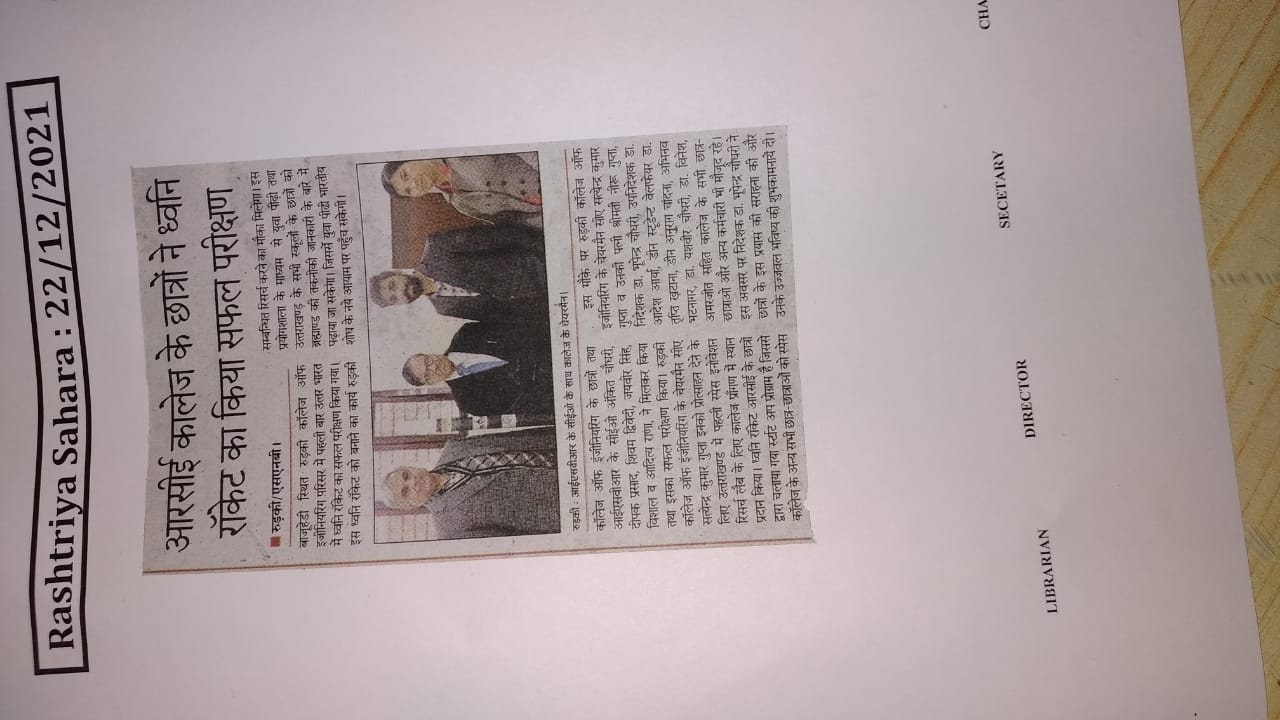 Rashtriya Sahara : 22/12/2021
आरसीई कालेज के छात्रों ने ध्वनि
रॉकेट का किया सफल परीक्षण
■ रुड़की/एसएनबी।
बाजुहेड़ी स्थित रुड़की कॉलेज ऑफ
इंजीनियरिंग परिसर में पहली बार उत्तर भारत
में ध्वनि रॉकेट का सफल परीक्षण किया गया।
इस ध्वनि रॉकेट को बनाने का कार्य रुड़की
रुड़की : आईएसबीआर के सीईओ के साथ कालेज के चेयरमैन।
कॉलेज ऑफ इंजीनियरिंग के छात्रों तथा
आईएसबीआर के सीईओ अंकित चौधरी,
दीपक प्रसाद, शिवम द्विवेदी, जयवीर सिंह,
विशाल व आदित्य राणा, ने मिलकर किया
तथा इसका सफल परीक्षण किया। रुड़की
कॉलेज ऑफ इंजीनियरिंग के चेयरमैन सीए
सत्येन्द्र कुमार गुप्ता इनको प्रोत्साहन देने के
लिए उत्तराखण्ड में पहली स्पेस इनोवेशन
रिसर्च लैब के लिए कालेज प्राँगण में स्थान
प्रदान किया। ध्वनि रॉकेट आरसीई के छात्रों
द्वारा चलाया गया स्टार्ट अप प्रोग्राम है जिससे
कॉलेज के अन्य सभी छात्र-छात्राओं को स्पेस
सम्बन्धित रिसर्च करने का मौका मिलेगा। इस
प्रयोगशाला के माध्यम से युवा पीढ़ी तथा
उत्तराखण्ड के सभी स्कूलों के छात्रों को
ब्रह्माण्ड की तकनीकी जानकारी के बारे में
पढ़ाया जा सकेगा। जिससे युवा पीढी भारतीय
शोध के नये आयाम पर पहुंच सकेगी।
इस मौके पर रुड़की कॉलेज ऑफ
इंजीनियरिंग के चेयरमैन सीए सत्येन्द्र कुमार
गुप्ता व उनकी पत्नी श्रीमती नीरू गुप्ता,
निदेशक डा. भूपेन्द्र चौधरी, उपनिदेशक डा.
आदेश आर्या, डीन स्टूडेन्ट वेलफेयर डा.
तृप्ति खटाना, डीन अनुराग चांदना, अभिनव
भटनागर, डा. यशवीर चौधरी, डा. विनेश,
अमरजीत सहित कॉलेज के सभी छात्र-
छात्राओं और अन्य कर्मचारी भी मौजूद रहे।
इस अवसर पर निदेशक डा. भूपेन्द्र चौधरी ने
छात्रों के इस प्रयास की सराहना की और
उनके उज्जवल भविष्य की शुभकामनायें दी।
LIBRARIAN
DIRECTOR
SECETARY
CHA